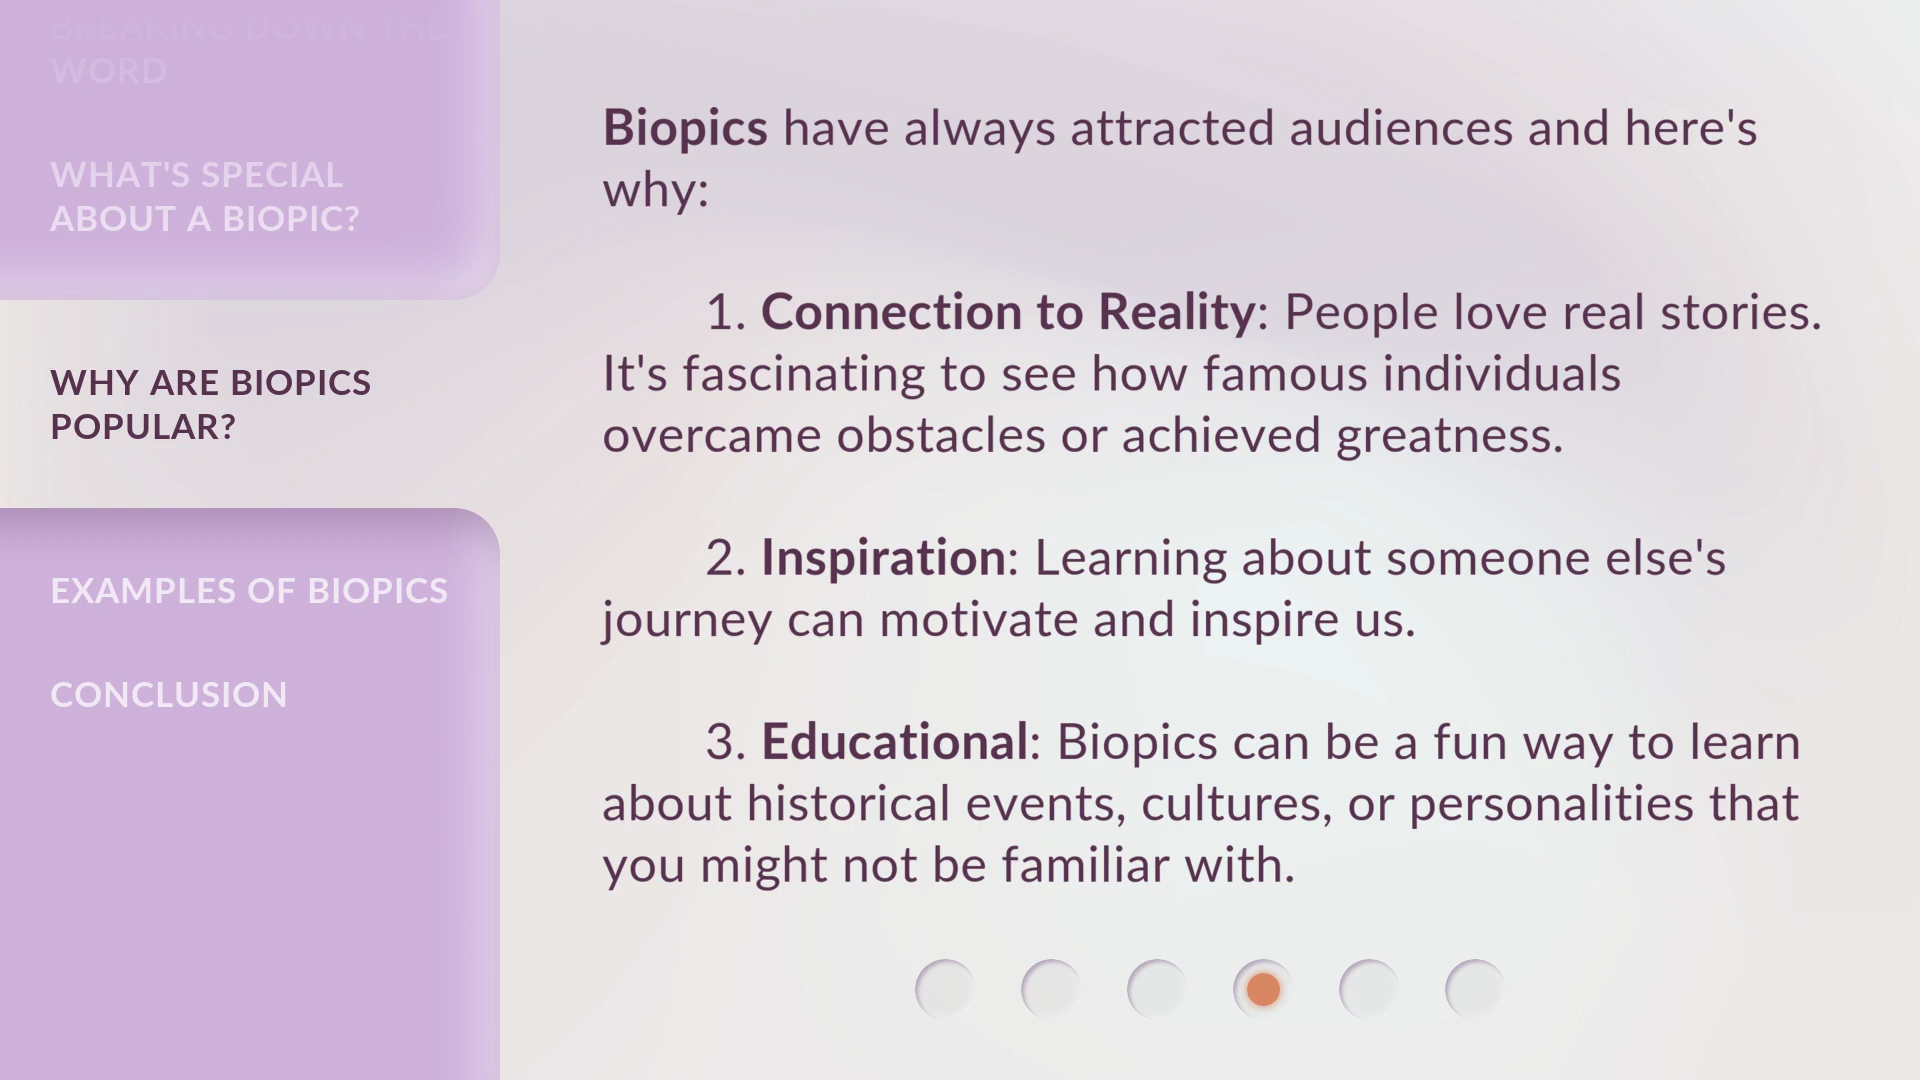 BREAKING DOWN THE
WORD
WHAT'S SPECIAL
ABOUT A BIOPIC?
WHY ARE BIOPICS
POPULAR?
EXAMPLES OF BIOPICS
CONCLUSION
Biopics have always attracted audiences and here's
why:
1. Connection to Reality: People love real stories.
It's fascinating to see how famous individuals
overcame obstacles or achieved greatness.
2. Inspiration: Learning about someone else's
journey can motivate and inspire us.
3. Educational: Biopics can be a fun way to learn
about historical events, cultures, or personalities that
you might not be familiar with.